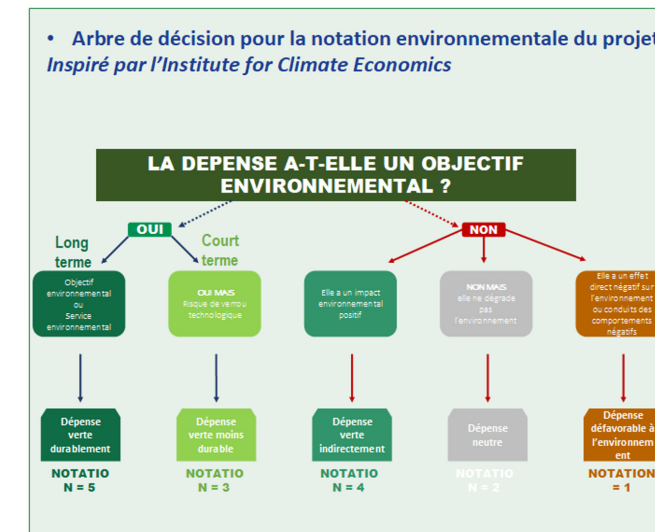 • Arbre de décision pour la notation environnementale du projet
Inspiré par l'Institute for Climate Economics
LA DEPENSE A-T-ELLE UN OBJECTIF
ENVIRONNEMENTAL ?
OUI
NON
Long
terme
Court
terme
Objectif
environnemental
ou
Service
environnemental
OUI MAIS
Risque de verrou
technologique
Elle a un impact
environnemental
positif
NON MAIS
elle ne dégrade
pas
l'environnement
Elle a un effet
direct négatif sur
l'environnement
ou conduis des
comportements
négatifs
Dépense
verte
durablement
Dépense
verte moins
durable
Dépense
verte
indirectement
Dépense
neutre
Dépense
défavorable à
l'environnem
ent
NOTATIO
N = 5
NOTATIO
N = 3
NOTATIO
N = 4
NOTATIO
N = 2
NOTATION
= 1